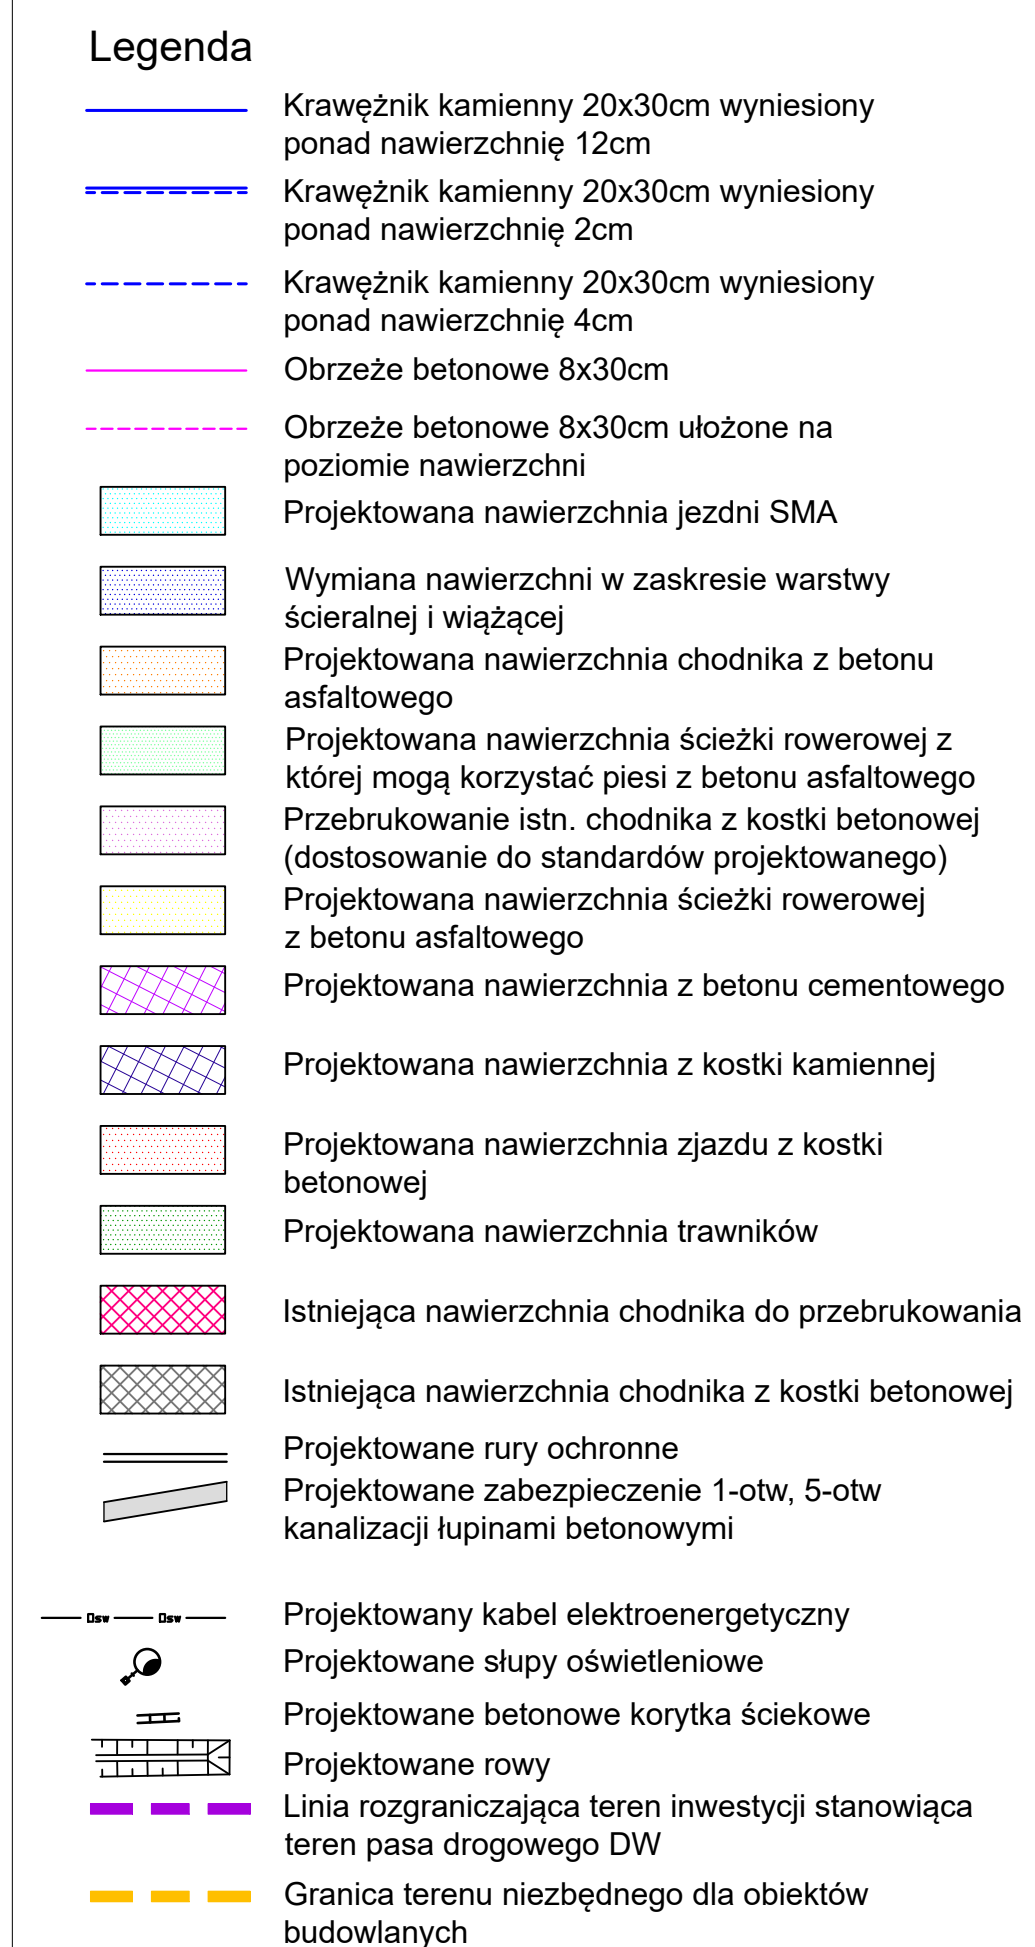 Legenda
Krawężnik kamienny 20x30cm wyniesiony
ponad nawierzchnię 12cm
Krawężnik kamienny 20x30cm wyniesiony
ponad nawierzchnię 2cm
Krawężnik kamienny 20x30cm wyniesiony
ponad nawierzchnię 4cm
Obrzeże betonowe 8x30cm
Obrzeże betonowe 8x30cm ułożone na
poziomie nawierzchni
Projektowana nawierzchnia jezdni SMA
Wymiana nawierzchni w zaskresie warstwy
ścieralnej i wiążącej
Projektowana nawierzchnia chodnika z betonu
asfaltowego
Projektowana nawierzchnia ścieżki rowerowej z
której mogą korzystać piesi z betonu asfaltowego
Przebrukowanie istn. chodnika z kostki betonowej
(dostosowanie do standardów projektowanego)
Projektowana nawierzchnia ścieżki rowerowej
z betonu asfaltowego
Projektowana nawierzchnia z betonu cementowego
Projektowana nawierzchnia z kostki kamiennej
Projektowana nawierzchnia zjazdu z kostki
betonowej
Projektowana nawierzchnia trawników
Istniejąca nawierzchnia chodnika do przebrukowania
Istniejąca nawierzchnia chodnika z kostki betonowej
Projektowane rury ochronne
Projektowane zabezpieczenie 1-otw, 5-otw
kanalizacji łupinami betonowymi
Projektowany kabel elektroenergetyczny
Projektowane słupy oświetleniowe
Projektowane betonowe korytka ściekowe
Projektowane rowy
Linia rozgraniczająca teren inwestycji stanowiąca
teren pasa drogowego DW
Granica terenu niezbędnego dla obiektów
budowlanych